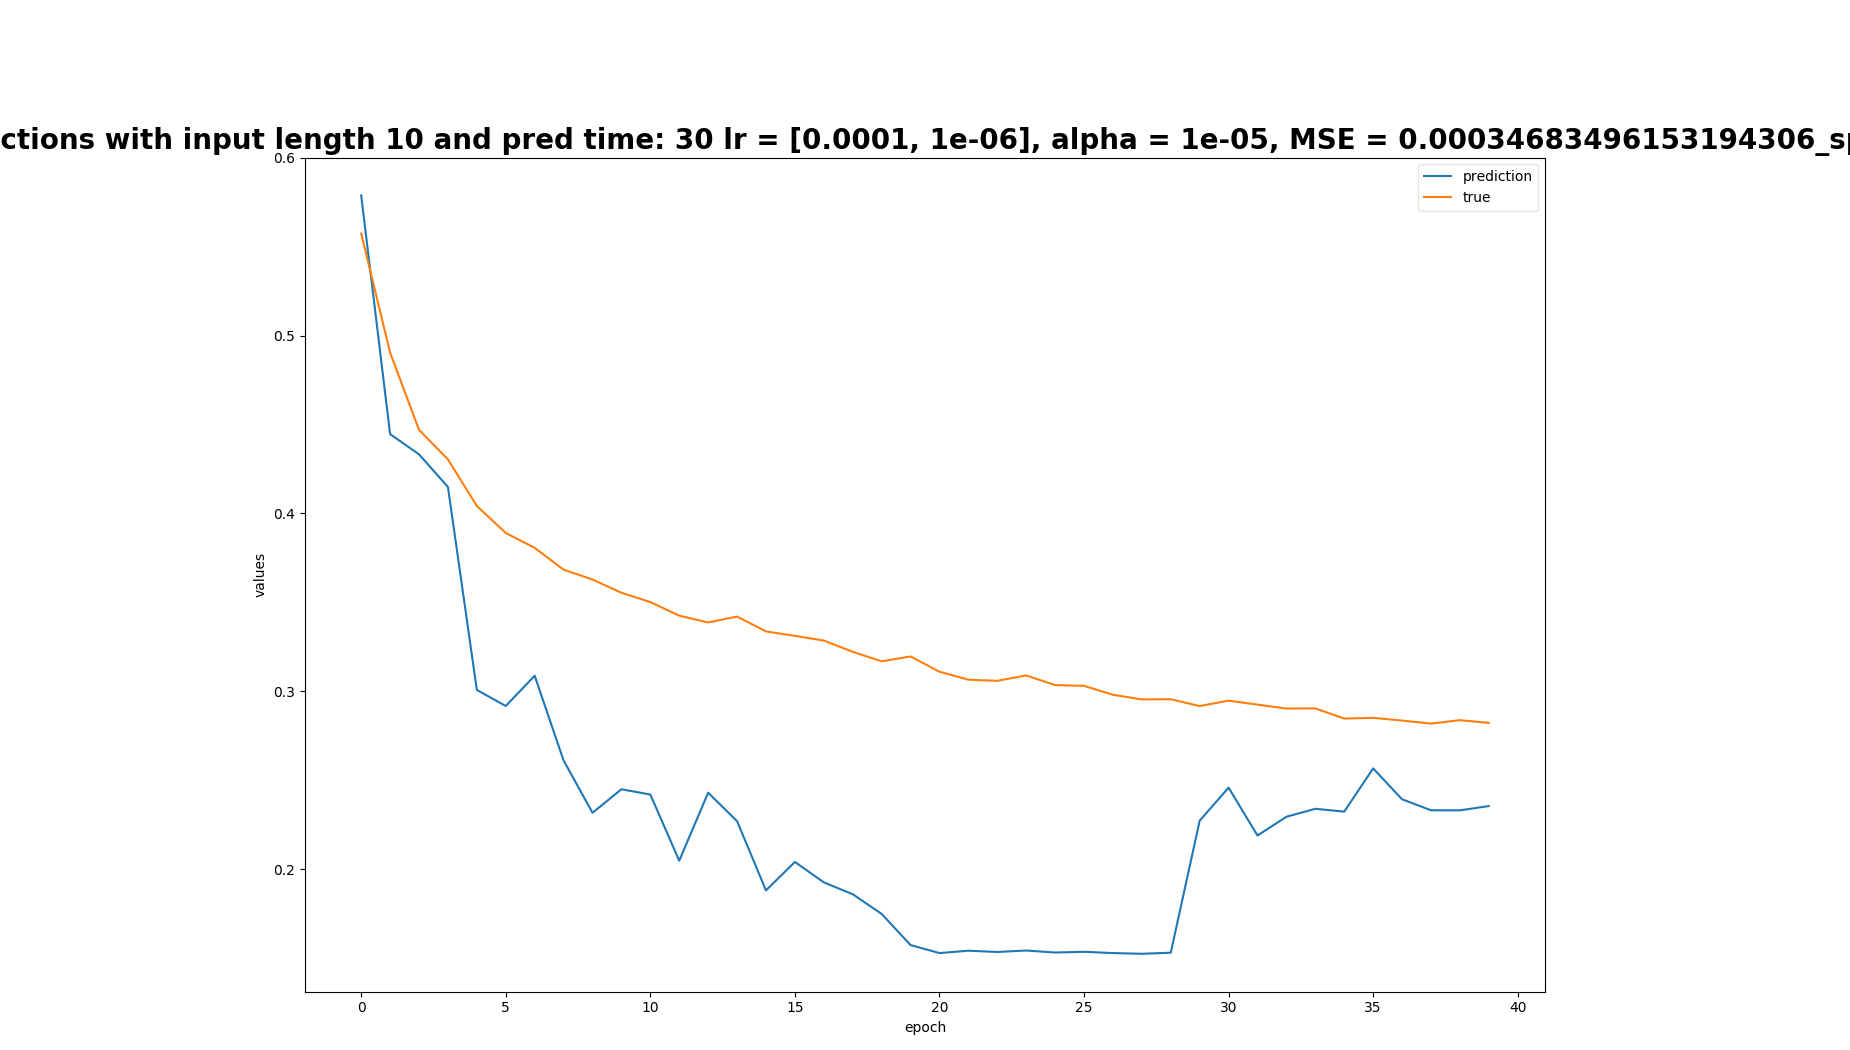 ctions with input length 10 and pred time: 30 lr = [0.0001, 1e-06], alpha = 1e-05, MSE = 0.00034683496153194306_sp
prediction
true
0.6
0.5
0.4
0.3
0.2
values
0
5
10
15
20
25
30
35
40
epoch